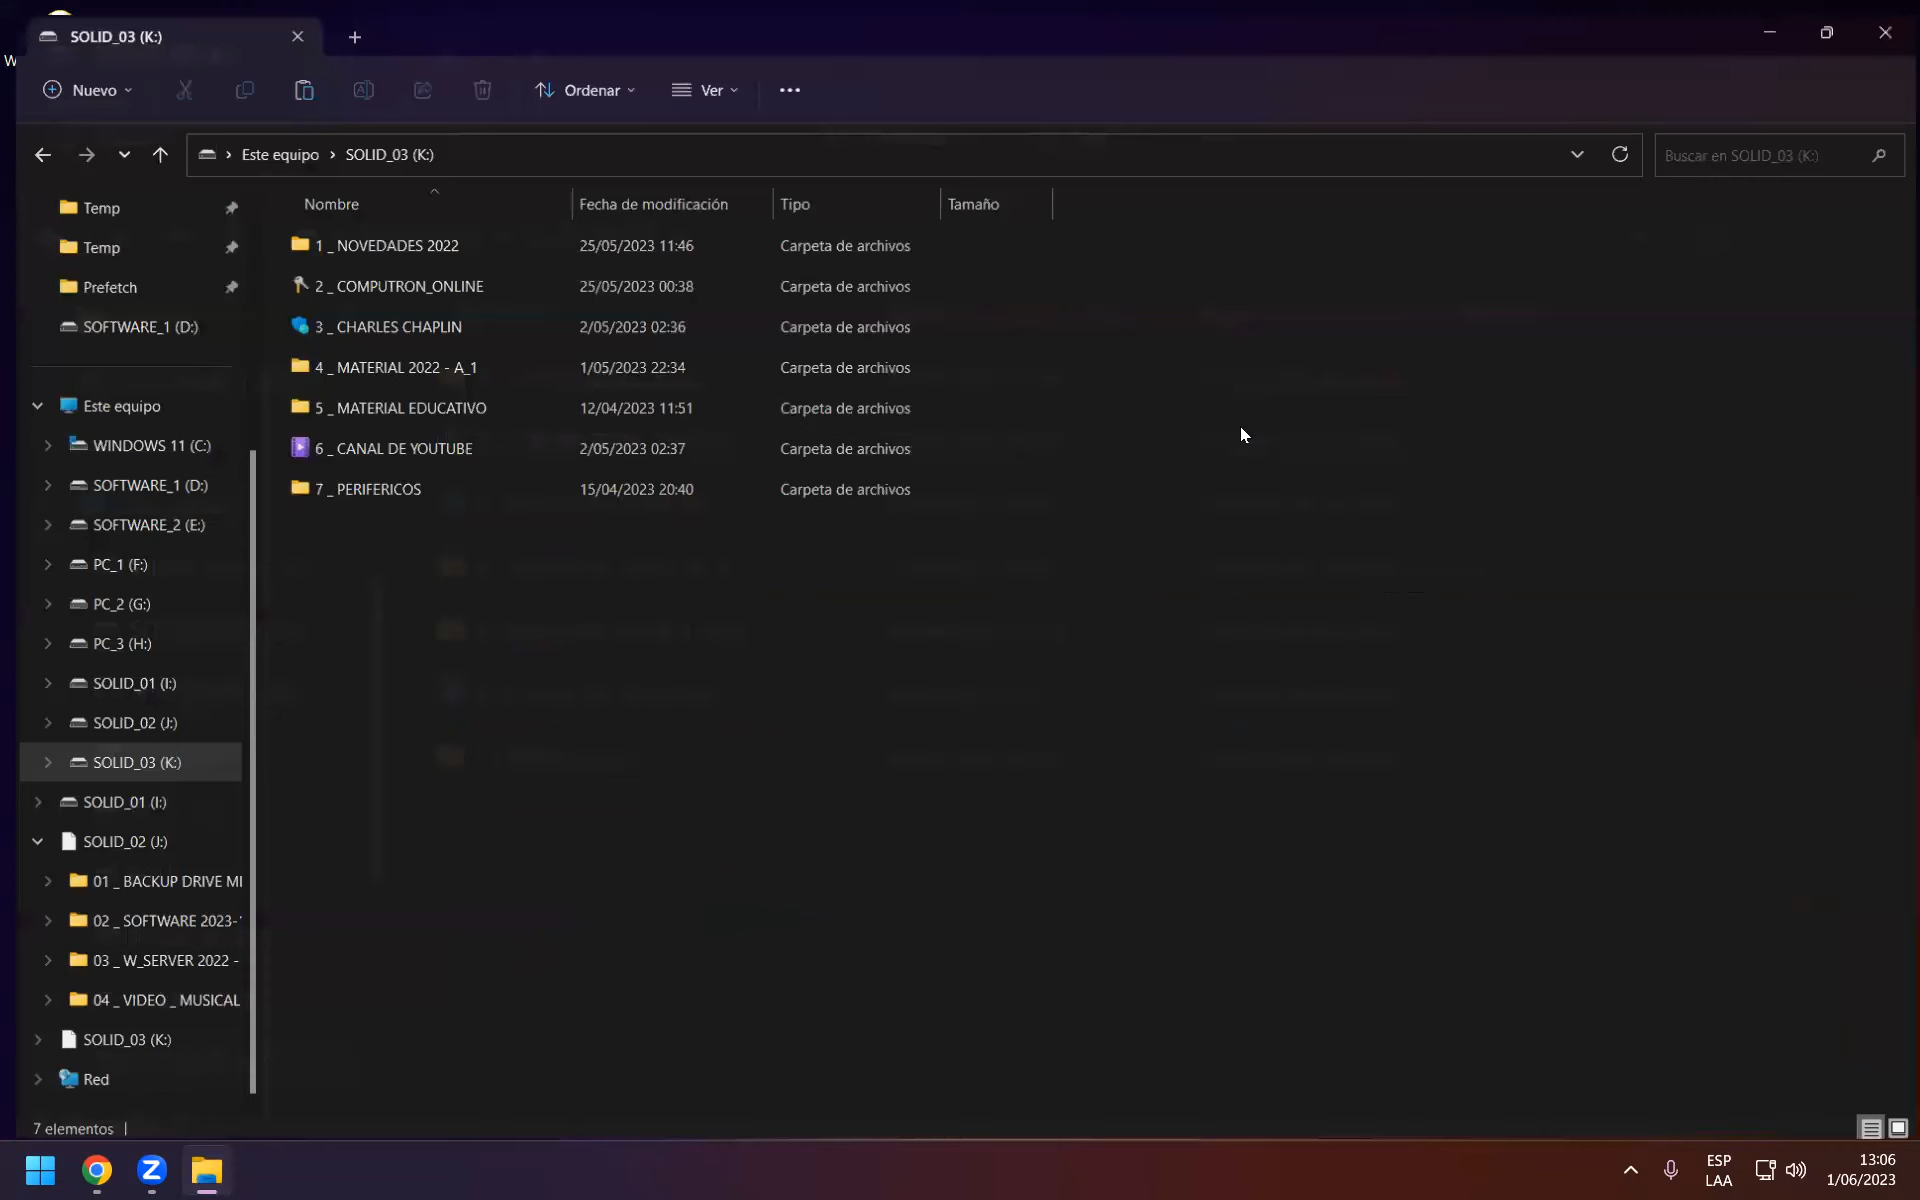 SOLID_03 (K:)
W
Nuevo
Ordenar
Ver
Este equipo > SOLID_03 (K:)
Buscar en SOLID_03 (K:)
Temp
Temp
Prefetch
SOFTWARE_1 (D:)
Este equipo
WINDOWS 11 (C:)
SOFTWARE_1 (D:)
SOFTWARE_2 (E:)
PC_1 (F:)
PC_2 (G:)
PC_3 (H:)
SOLID_01 (I:)
SOLID_02 (J:)
SOLID_03 (K:)
SOLID_01 (I:)
SOLID_02 (J:)
01 _ BACKUP DRIVE MI
02 _ SOFTWARE 2023-
03 _ W_SERVER 2022 -
04 _ VIDEO _ MUSICAL
SOLID_03 (K:)
Red
Nombre Fecha de modificación Tipo Tamaño
1 _ NOVEDADES 2022 25/05/2023 11:46 Carpeta de archivos
2 _ COMPUTRON_ONLINE 25/05/2023 00:38 Carpeta de archivos
3 _ CHARLES CHAPLIN 2/05/2023 02:36 Carpeta de archivos
4 _ MATERIAL 2022 - A_1 1/05/2023 22:34 Carpeta de archivos
5 _ MATERIAL EDUCATIVO 12/04/2023 11:51 Carpeta de archivos
6 _ CANAL DE YOUTUBE 2/05/2023 02:37 Carpeta de archivos
7 _ PERIFERICOS 15/04/2023 20:40 Carpeta de archivos
7 elementos
ESP
LAA
13:06
1/06/2023